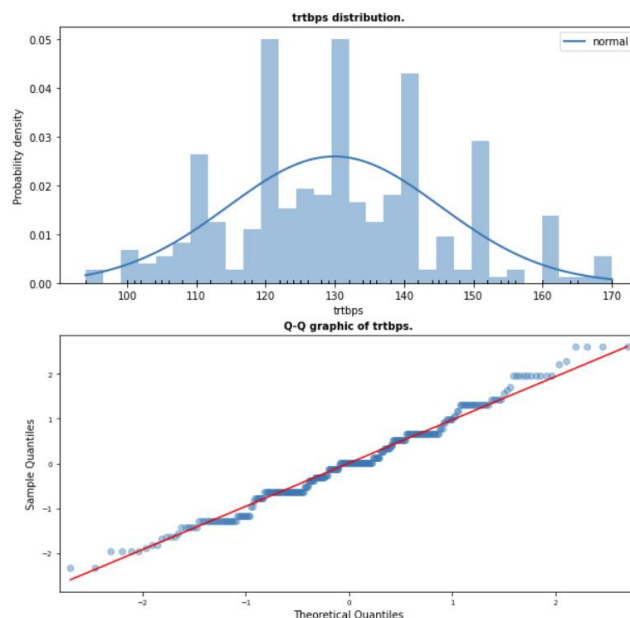 trtbps distribution.
0.05
normal
0.04
0.03
0.02
0.01
0.00
Probability density
100 110 120 130 140 150 160 170
trtbps
Q-Q graphic of trtbps.
2
1
0
−1
−2
Sample Quantiles
−2 −1 0 1 2
Theoretical Quantiles